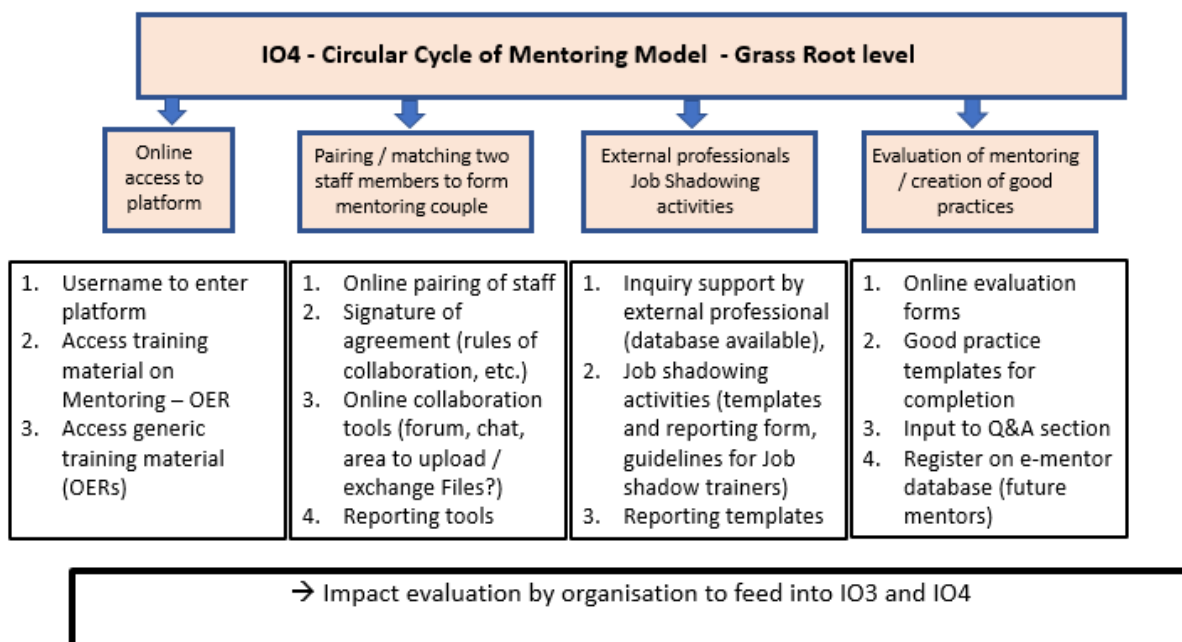 IO4 - Circular Cycle of Mentoring Model  - Grass Root level
Online
access to
platform
Pairing / matching two
staff members to form
mentoring couple
External professionals
Job Shadowing
activities
Evaluation of mentoring
/ creation of good
practices
1. Username to enter
platform
2. Access training
material on
Mentoring – OER
3. Access generic
training material
(OERs)
1. Online pairing of staff
2. Signature of
agreement (rules of
collaboration, etc.)
3. Online collaboration
tools (forum, chat,
area to upload /
exchange Files?)
4. Reporting tools
1. Inquiry support by
external professional
(database available),
2. Job shadowing
activities (templates
and reporting form,
guidelines for Job
shadow trainers)
3. Reporting templates
1. Online evaluation
forms
2. Good practice
templates for
completion
3. Input to Q&A section
4. Register on e-mentor
database (future
mentors)
→ Impact evaluation by organisation to feed into IO3 and IO4